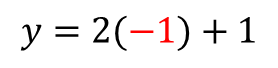 y = 2(−1) + 1